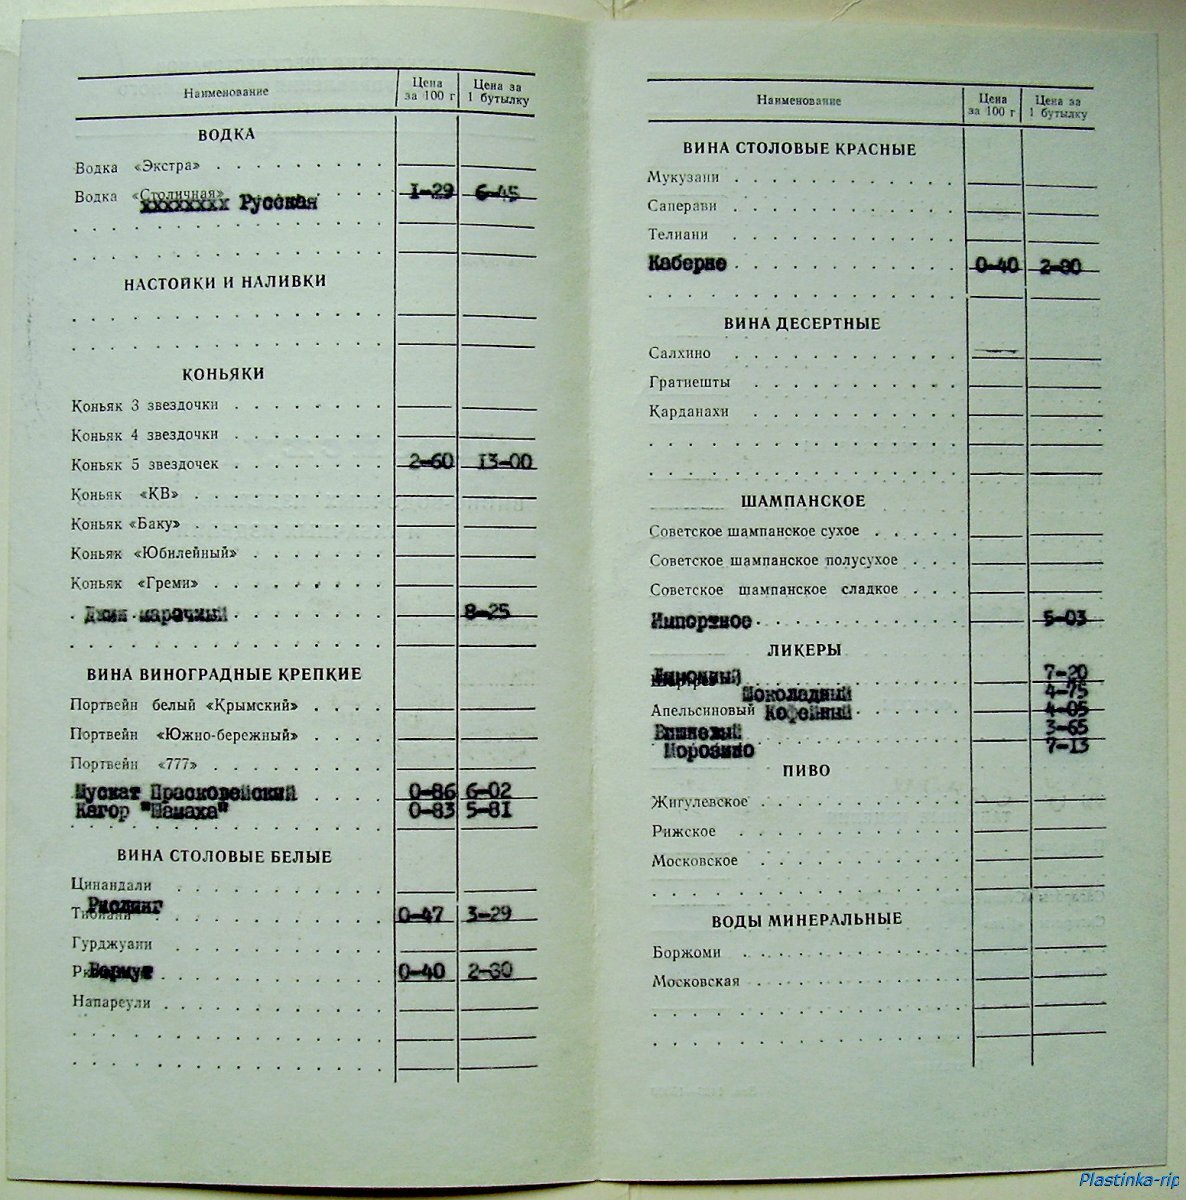 Наименование
Цена за 100 г
Цена за 1 бутылку
ВОДКА
Водка «Экстра»
Водка «Столичная» 1-29 6-45
хххххххх Русская
НАСТОЙКИ И НАЛИВКИ
КОНЬЯКИ
Коньяк 3 звездочки
Коньяк 4 звездочки
Коньяк 5 звездочек 2-60 13-00
Коньяк «КВ»
Коньяк «Баку»
Коньяк «Юбилейный»
Коньяк «Греми»
Джин марочный 8-25
ВИНА ВИНОГРАДНЫЕ КРЕПКИЕ
Портвейн белый «Крымский»
Портвейн «Южно-бережный»
Портвейн «777»
Мускат Прасковейский 0-86 6-02
Кагор "Шамаха" 0-83 5-81
ВИНА СТОЛОВЫЕ БЕЛЫЕ
Цинандали
Рислинг 0-47 3-29
Гурджуани
Вермут 0-40
Напареули
Наименование
Цена за 100 г
Цена за 1 бутылку
ВИНА СТОЛОВЫЕ КРАСНЫЕ
Мукузани
Саперави
Телиани
Каберне 0-40
ВИНА ДЕСЕРТНЫЕ
Салхино
Гратиешты
Карданахи
ШАМПАНСКОЕ
Советское шампанское сухое
Советское шампанское полусухое
Советское шампанское сладкое
Импортное 5-03
ЛИКЕРЫ
Лимонный 7-20
Шоколадный 4-75
Апельсиновый Кофейный 4-05
Вишневый 3-65
Морозино 7-13
ПИВО
Жигулевское
Рижское
Московское
ВОДЫ МИНЕРАЛЬНЫЕ
Боржоми
Московская
Plastinka-rip